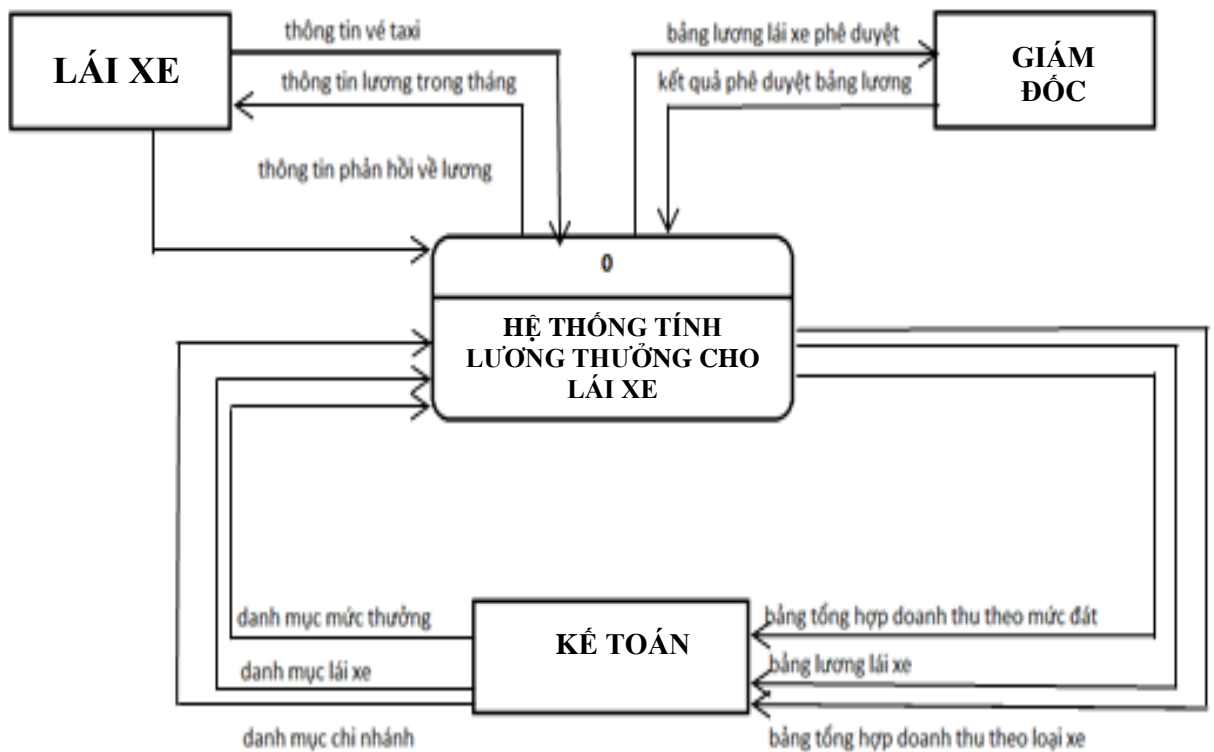 LÁI XE
thông tin vé taxi
thông tin lương trong tháng
thông tin phản hồi về lương
bảng lương lái xe phê duyệt
kết quả phê duyệt bảng lương
GIÁM
ĐỐC
0
HỆ THỐNG TÍNH
LƯƠNG THƯỞNG CHO
LÁI XE
danh mục mức thưởng
danh mục lái xe
danh mục chi nhánh
KẾ TOÁN
bảng tổng hợp doanh thu theo mức đát
bảng lương lái xe
bảng tổng hợp doanh thu theo loại xe